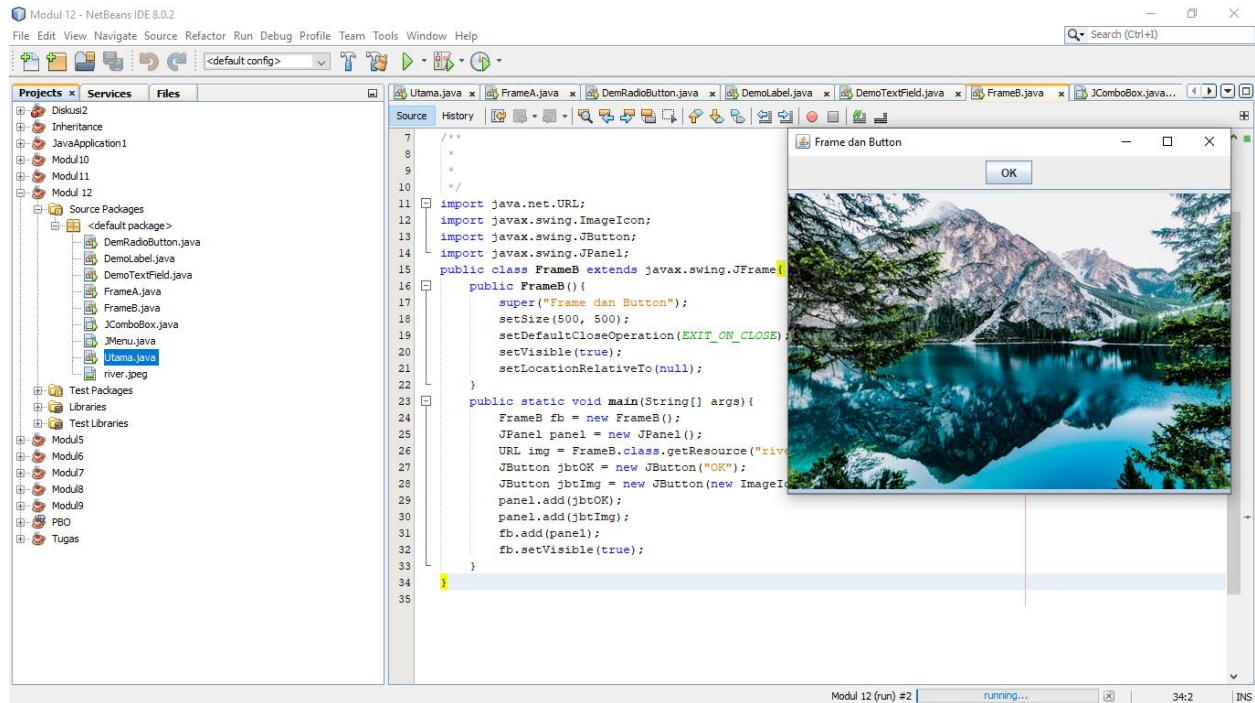 Modul 12 - NetBeans IDE 8.0.2
File Edit View Navigate Source Refactor Run Debug Profile Team Tools Window Help
Search (Ctrl+I)
<default config>
Projects × Services Files
Diskusi2
Inheritance
JavaApplication1
Modul10
Modul11
Modul 12
Source Packages
<default package>
DemRadioButton.java
DemoLabel.java
DemoTextField.java
FrameA.java
FrameB.java
JComboBox.java
JMenu.java
Utama.java
river.jpeg
Test Packages
Libraries
Test Libraries
Modul5
Modul6
Modul7
Modul8
Modul9
PBO
Tugas
Utama.java × FrameA.java × DemRadioButton.java × DemoLabel.java × DemoTextField.java × FrameB.java × JComboBox.java...
Source History
7 /**
8 *
9 *
10 */
11 import java.net.URL;
12 import javax.swing.ImageIcon;
13 import javax.swing.JButton;
14 import javax.swing.JPanel;
15 public class FrameB extends javax.swing.JFrame{
16 public FrameB(){
17 super("Frame dan Button");
18 setSize(500, 500);
19 setDefaultCloseOperation(EXIT_ON_CLOSE);
20 setVisible(true);
21 setLocationRelativeTo(null);
22 }
23 public static void main(String[] args){
24 FrameB fb = new FrameB();
25 JPanel panel = new JPanel();
26 URL img = FrameB.class.getResource("rive
27 JButton jbtOK = new JButton("OK");
28 JButton jbtImg = new JButton(new ImageIc
29 panel.add(jbtOK);
30 panel.add(jbtImg);
31 fb.add(panel);
32 fb.setVisible(true);
33 }
34 }
35
Frame dan Button
OK
Modul 12 (run) #2 running... 34:2 INS